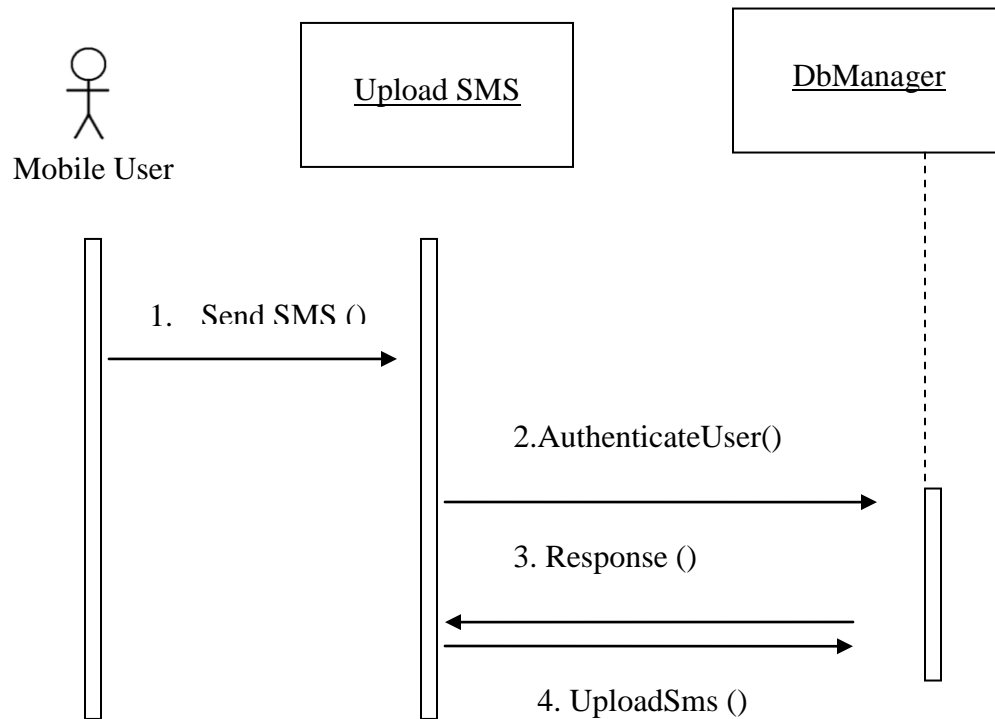 Upload SMS
DbManager
Mobile User
1. Send SMS ()
2.AuthenticateUser()
3. Response ()
4. UploadSms ()